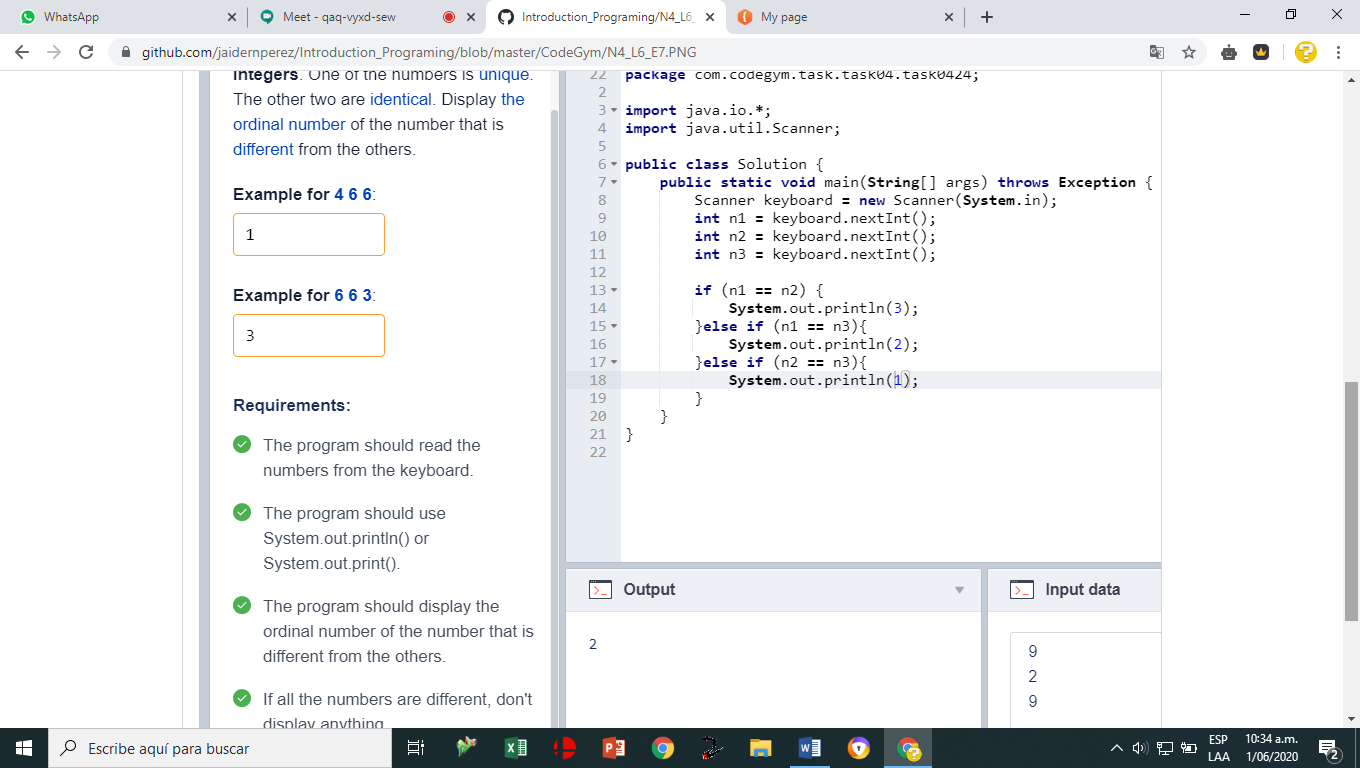 WhatsApp
Meet - qaq-vyxd-sew
Introduction_Programing/N4_L6_
My page
github.com/jaidernperez/Introduction_Programing/blob/master/CodeGym/N4_L6_E7.PNG
integers. One of the numbers is unique.
The other two are identical. Display the
ordinal number of the number that is
different from the others.
Example for 4 6 6:
1
Example for 6 6 3:
3
Requirements:
The program should read the
numbers from the keyboard.
The program should use
System.out.println() or
System.out.print().
The program should display the
ordinal number of the number that is
different from the others.
If all the numbers are different, don't
display anything.
22 package com.codegym.task.task04.task0424;
2
3 import java.io.*;
4 import java.util.Scanner;
5
6 public class Solution {
7 public static void main(String[] args) throws Exception {
8 Scanner keyboard = new Scanner(System.in);
9 int n1 = keyboard.nextInt();
10 int n2 = keyboard.nextInt();
11 int n3 = keyboard.nextInt();
12
13 if (n1 == n2) {
14 System.out.println(3);
15 }else if (n1 == n3){
16 System.out.println(2);
17 }else if (n2 == n3){
18 System.out.println(1);
19 }
20 }
21 }
22
Output
2
Input data
9
2
9
Escribe aquí para buscar
ESP
LAA
10:34 a.m.
1/06/2020
2